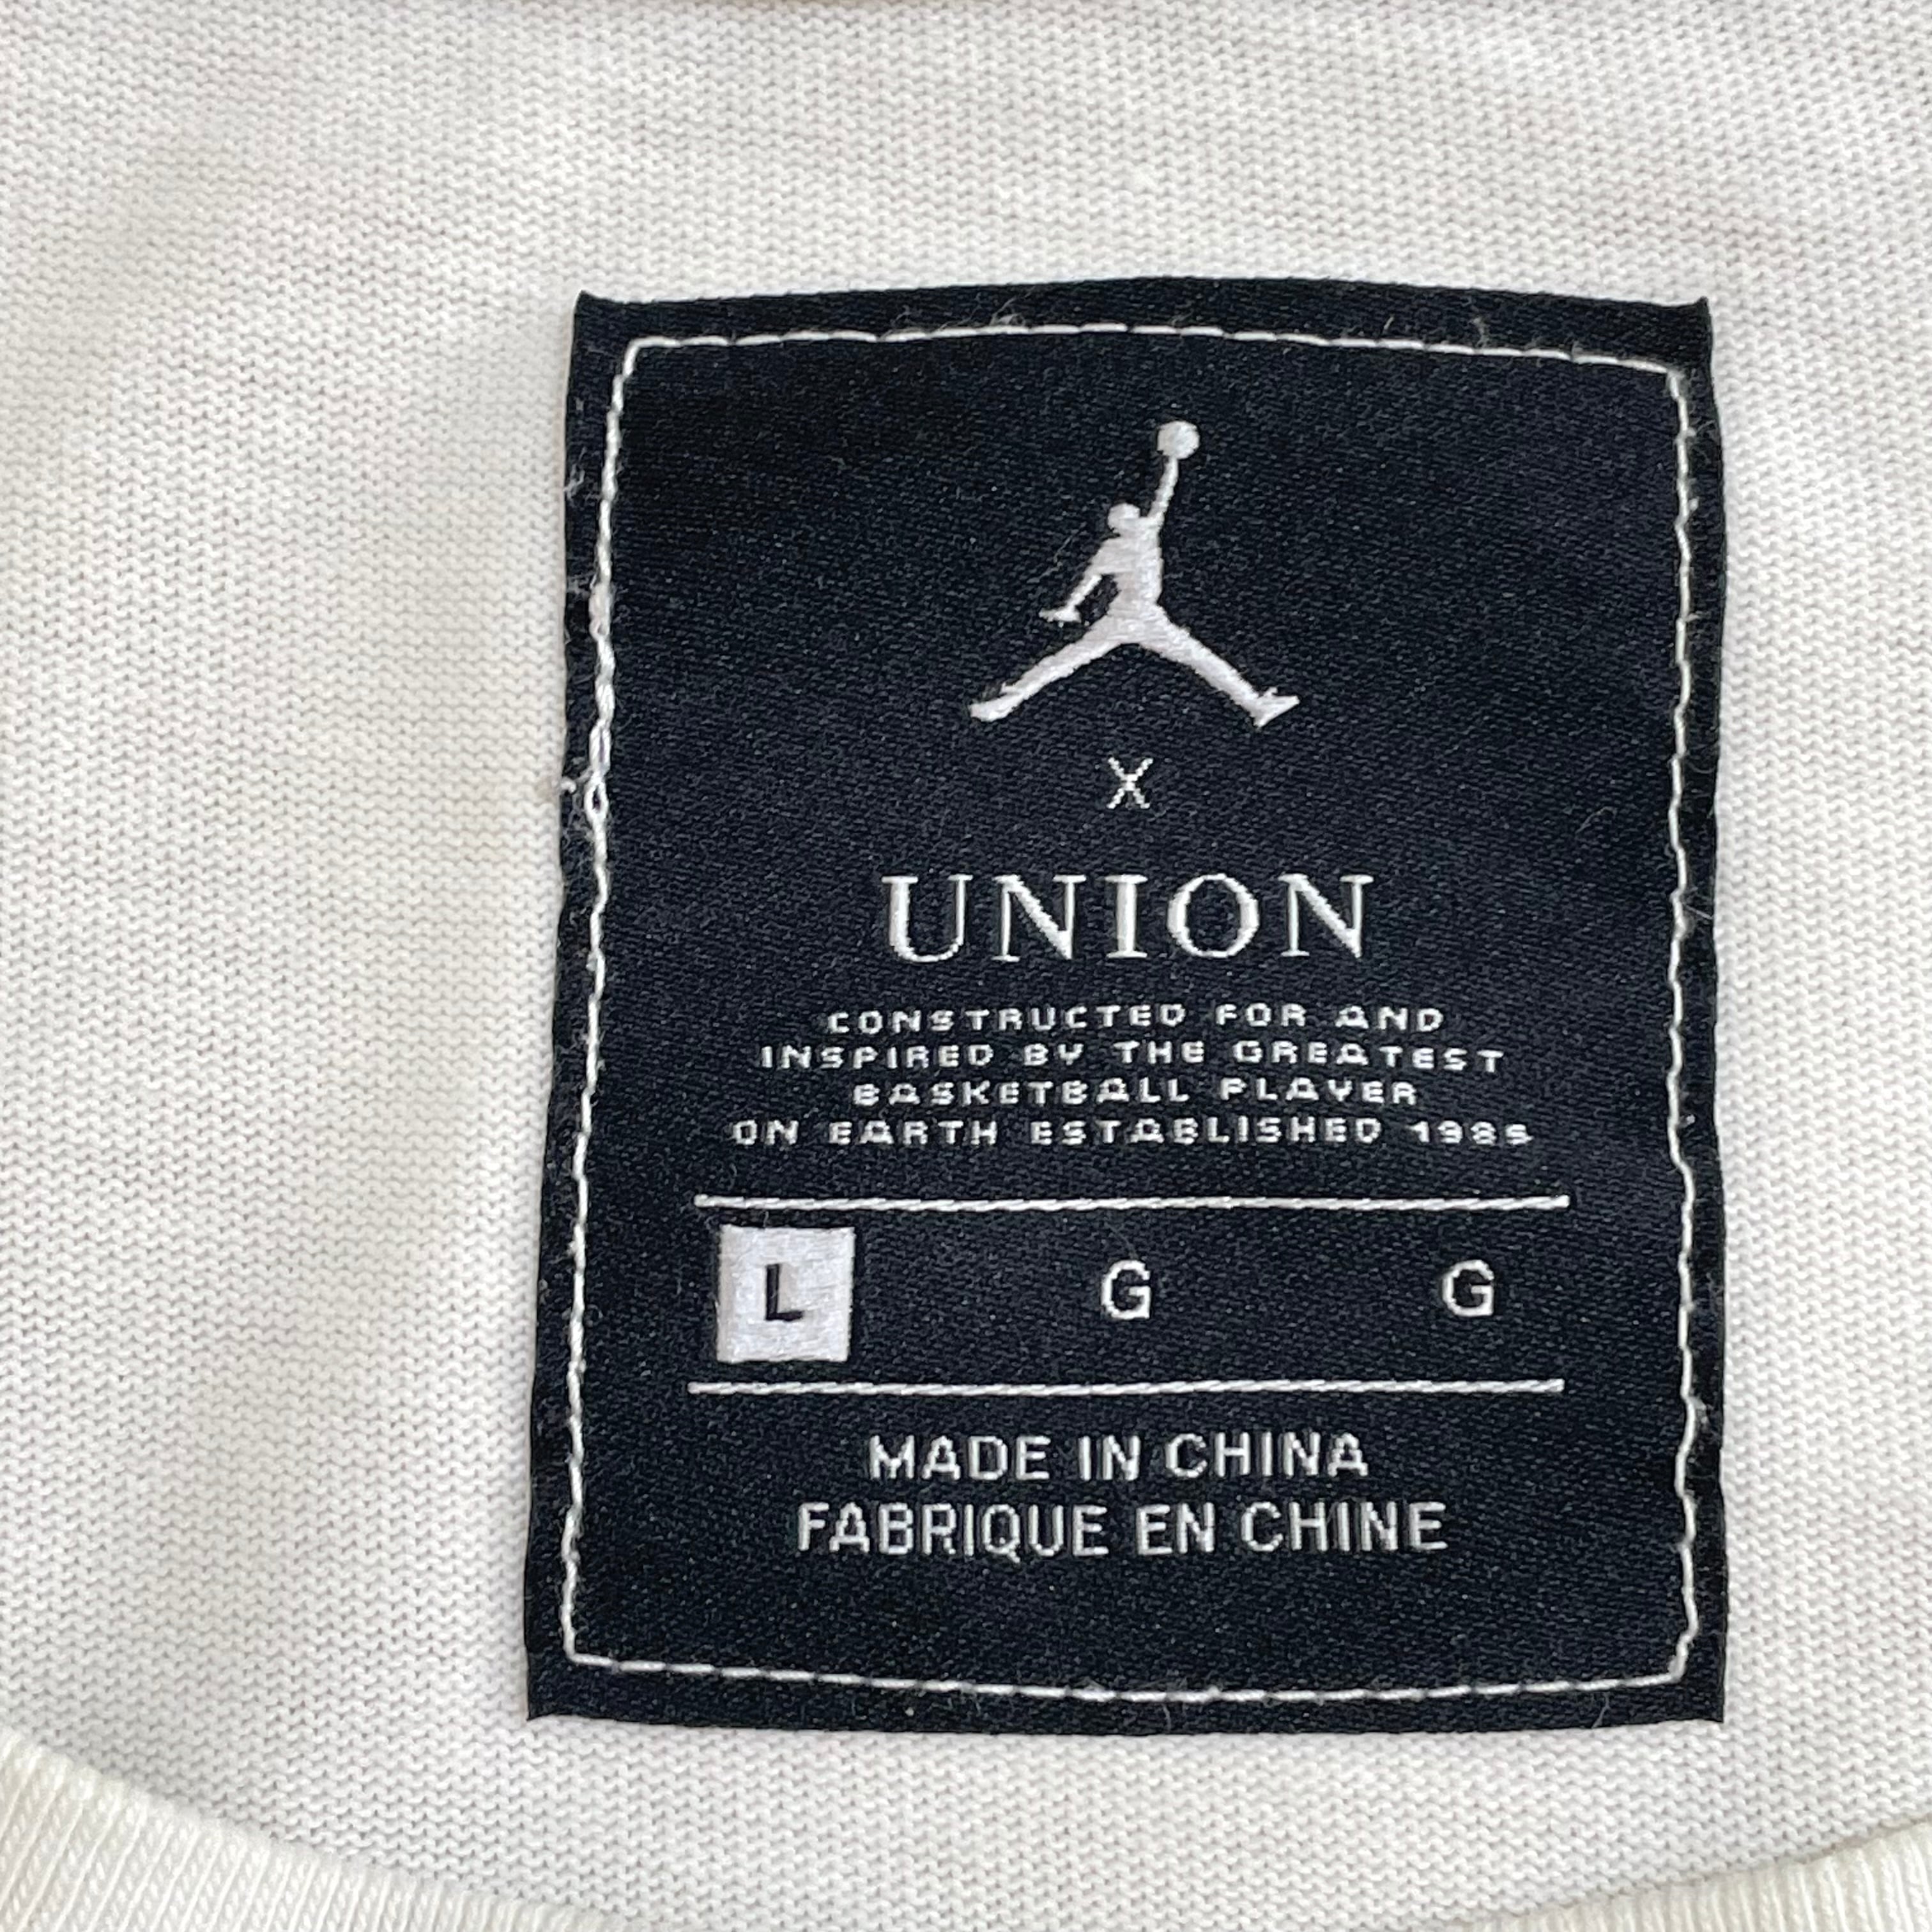 X
UNION
CONSTRUCTED FOR AND
INSPIRED BY THE GREATEST
BASKETBALL PLAYER
ON EARTH ESTABLISHED 1985
L G G
MADE IN CHINA
FABRIQUE EN CHINE